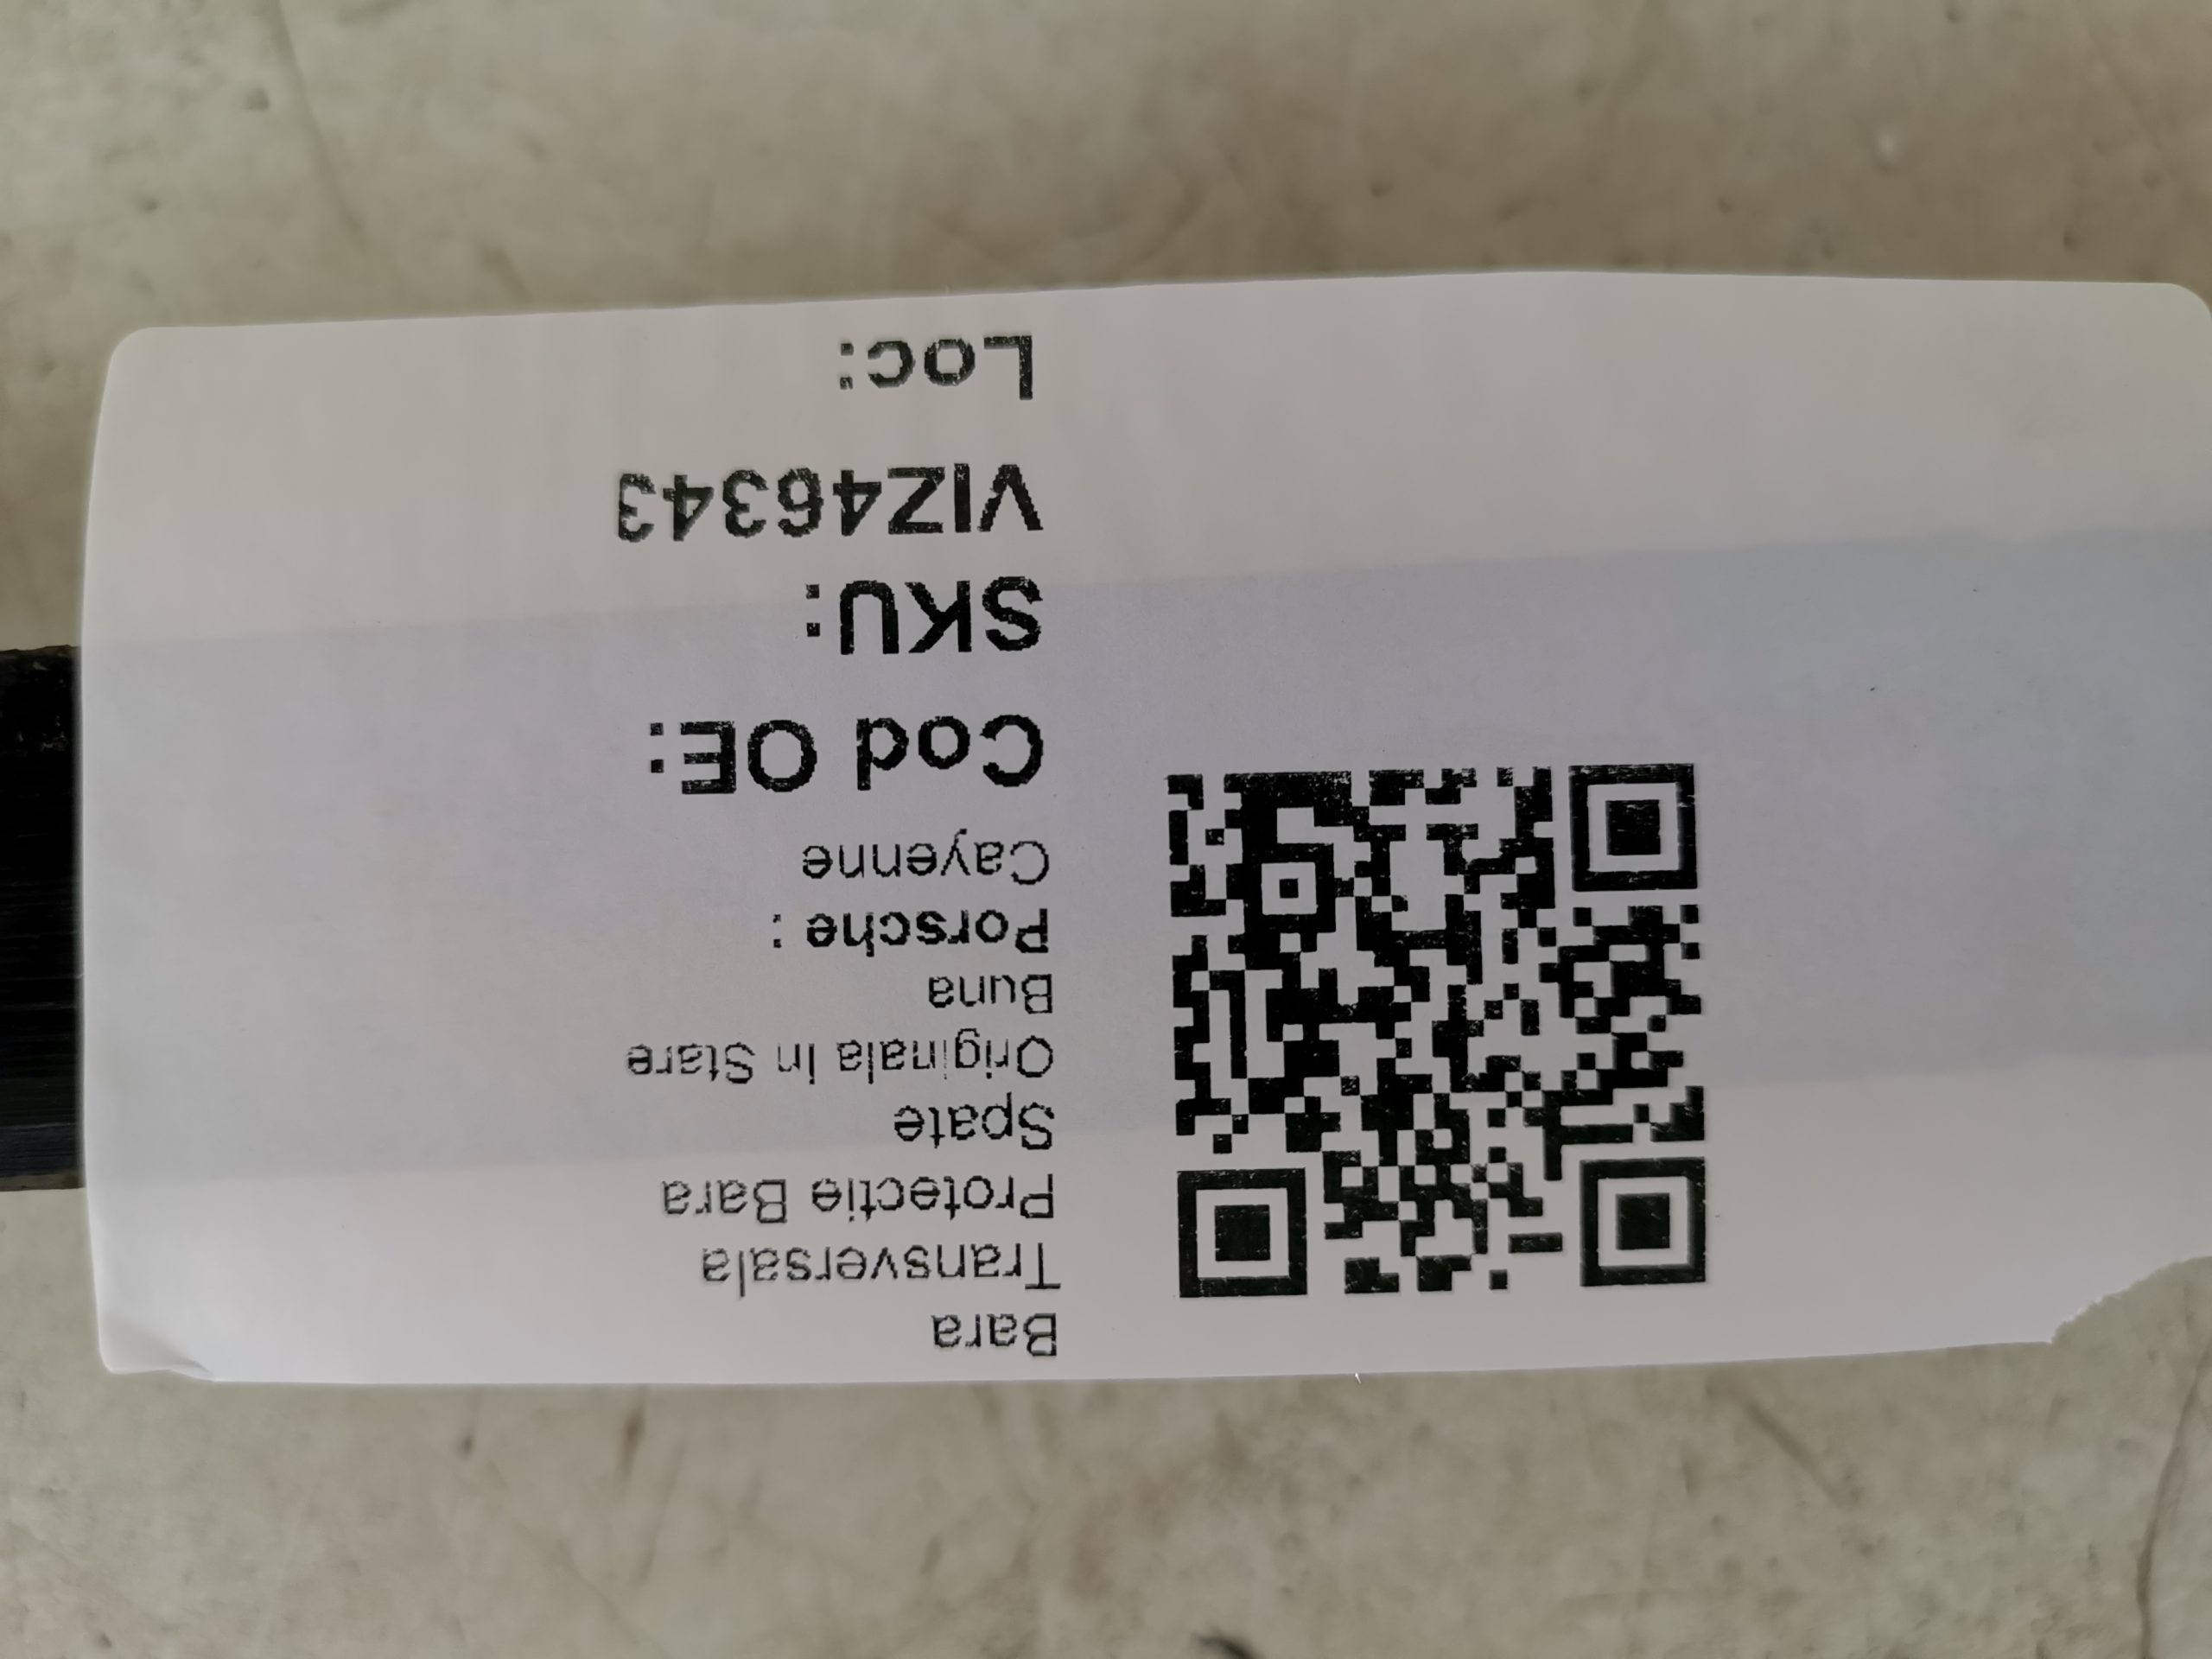 Bara
Transversala
Protectie Bara
Spate
Originala In Stare
Buna
Porsche :
Cayenne
Cod OE:
SKU:
VIZ46343
Loc: